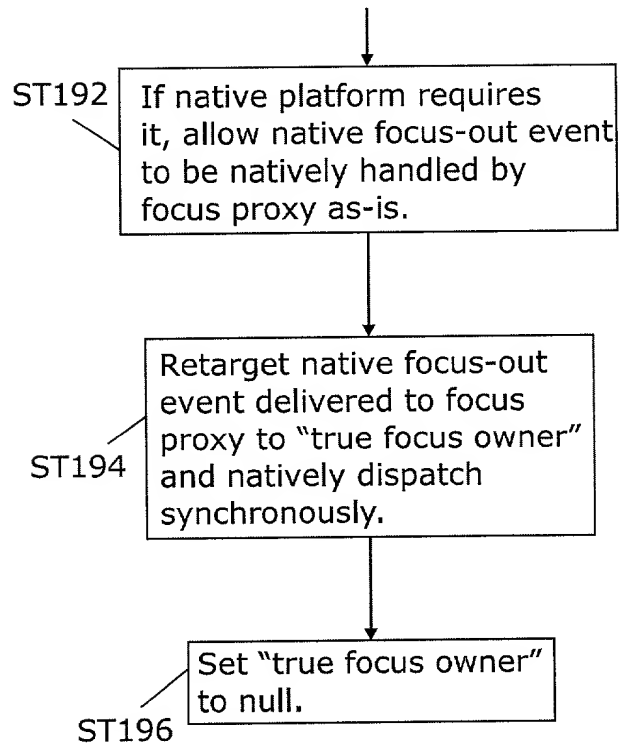 ST192
If native platform requires
it, allow native focus-out event
to be natively handled by
focus proxy as-is.
Retarget native focus-out
event delivered to focus
proxy to “true focus owner”
and natively dispatch
synchronously.
ST194
Set “true focus owner”
to null.
ST196